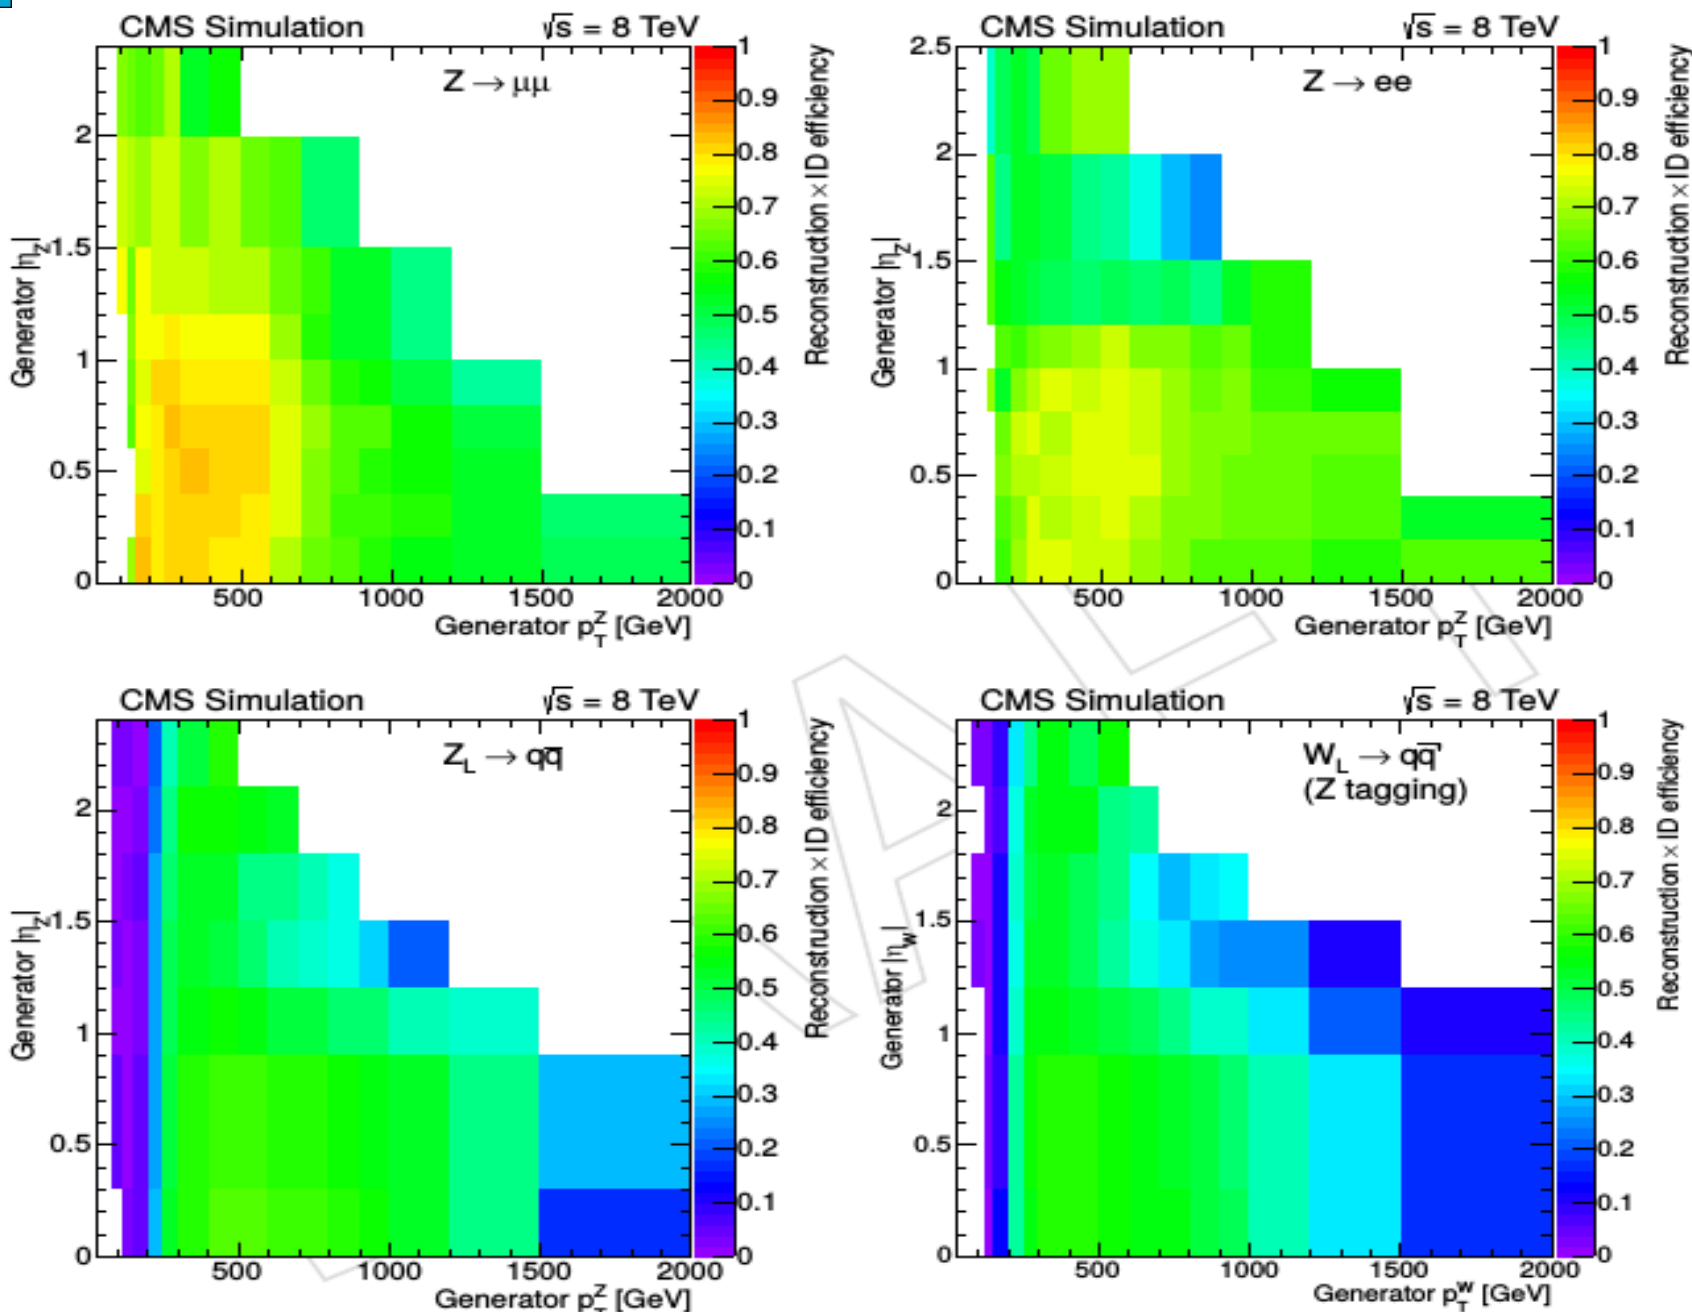 CMS Simulation √s = 8 TeV
Z → μμ
Generator |η_Z|
2
1.5
1
0.5
0
500 1000 1500 2000
Generator p_T^Z [GeV]
1
0.9
0.8
0.7
0.6
0.5
0.4
0.3
0.2
0.1
0
Reconstruction × ID efficiency
CMS Simulation √s = 8 TeV
Z → ee
Generator |η_Z|
2.5
2
1.5
1
0.5
0
500 1000 1500 2000
Generator p_T^Z [GeV]
1
0.9
0.8
0.7
0.6
0.5
0.4
0.3
0.2
0.1
0
Reconstruction × ID efficiency
CMS Simulation √s = 8 TeV
Z_L → qq̅
Generator |η_Z|
2
1.5
1
0.5
0
500 1000 1500 2000
Generator p_T^Z [GeV]
1
0.9
0.8
0.7
0.6
0.5
0.4
0.3
0.2
0.1
0
Reconstruction × ID efficiency
CMS Simulation √s = 8 TeV
W_L → qq̅'
(Z tagging)
Generator |η_W|
2
1.5
1
0.5
0
500 1000 1500 2000
Generator p_T^W [GeV]
1
0.9
0.8
0.7
0.6
0.5
0.4
0.3
0.2
0.1
0
Reconstruction × ID efficiency